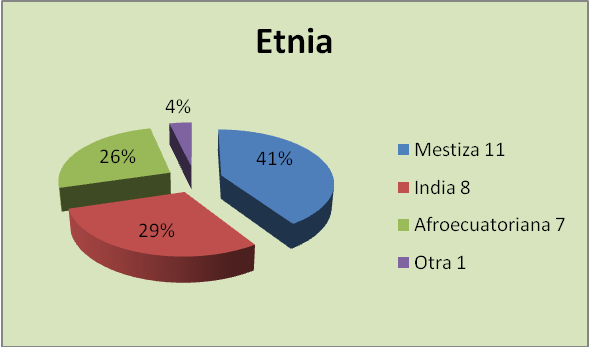 Etnia
4%
41%
26%
29%
Mestiza 11
India 8
Afroecuatoriana 7
Otra 1